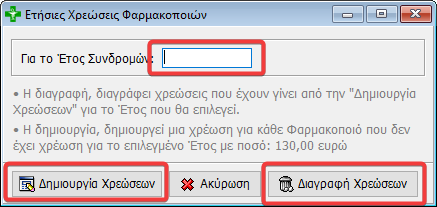 Ετήσιες Χρεώσεις Φαρμακοποιών
Για το Έτος Συνδρομών:
• Η διαγραφή, διαγράφει χρεώσεις που έχουν γίνει από την "Δημιουργία
Χρεώσεων" για το Έτος που θα επιλεγεί.
• Η δημιουργία, δημιουργεί μια χρέωση για κάθε Φαρμακοποιό που δεν
έχει χρέωση για το επιλεγμένο Έτος με ποσό: 130,00 ευρώ
Δημιουργία Χρεώσεων
Ακύρωση
Διαγραφή Χρεώσεων